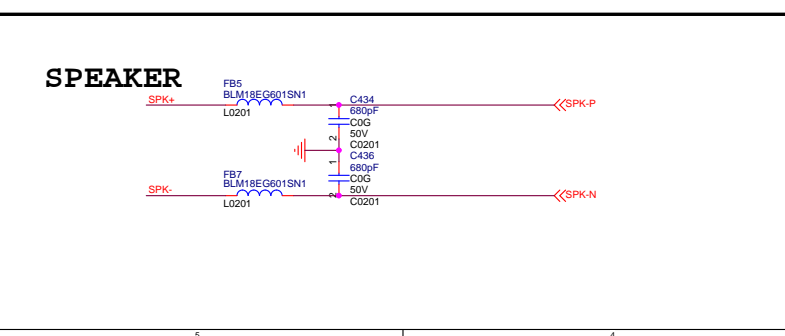 SPEAKER
FB5
BLM18EG601SN1
SPK+
L0201
1
C434
680pF
C0G
50V
2
C0201
SPK-P
1
C436
680pF
C0G
50V
2
C0201
FB7
BLM18EG601SN1
SPK-
L0201
SPK-N
5
4